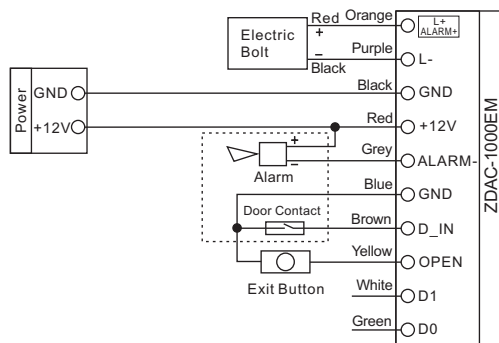 Red Orange
L+
ALARM+
Electric
Bolt
+
−
Purple
L-
Black
Black
GND
GND
Power
+12V
Red
+12V
+
−
Grey
ALARM-
Alarm
Blue
GND
Door Contact
Brown
D_IN
Yellow
OPEN
Exit Button
White
D1
Green
D0
ZDAC-1000EM